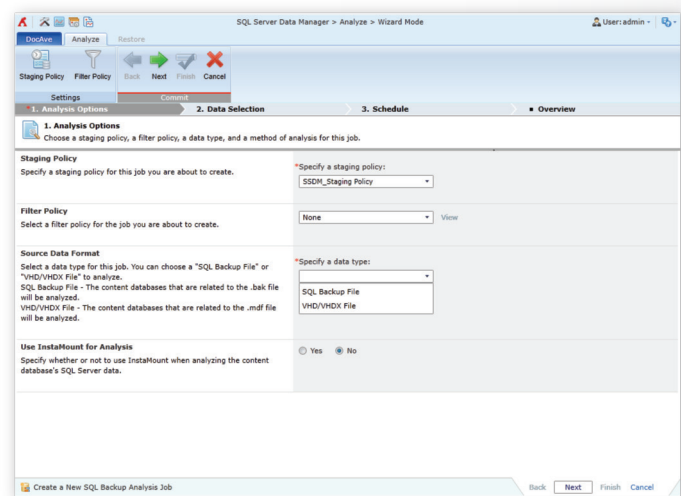 SQL Server Data Manager > Analyze > Wizard Mode
User: admin
DocAve Analyze Restore
Staging Policy Filter Policy Back Next Finish Cancel
Settings Commit
*1. Analysis Options 2. Data Selection 3. Schedule ■ Overview
1. Analysis Options
Choose a staging policy, a filter policy, a data type, and a method of analysis for this job.
Staging Policy
Specify a staging policy for this job you are about to create.
*Specify a staging policy:
SSDM_Staging Policy
Filter Policy
Select a filter policy for the job you are about to create.
None View
Source Data Format
Select a data type for this job. You can choose a "SQL Backup File" or
"VHD/VHDX File" to analyze.
SQL Backup File - The content databases that are related to the .bak file
will be analyzed.
VHD/VHDX File - The content databases that are related to the .mdf file
will be analyzed.
*Specify a data type:
SQL Backup File
VHD/VHDX File
Use InstaMount for Analysis
Specify whether or not to use InstaMount when analyzing the content
database's SQL Server data.
Yes No
Create a New SQL Backup Analysis Job
Back Next Finish Cancel